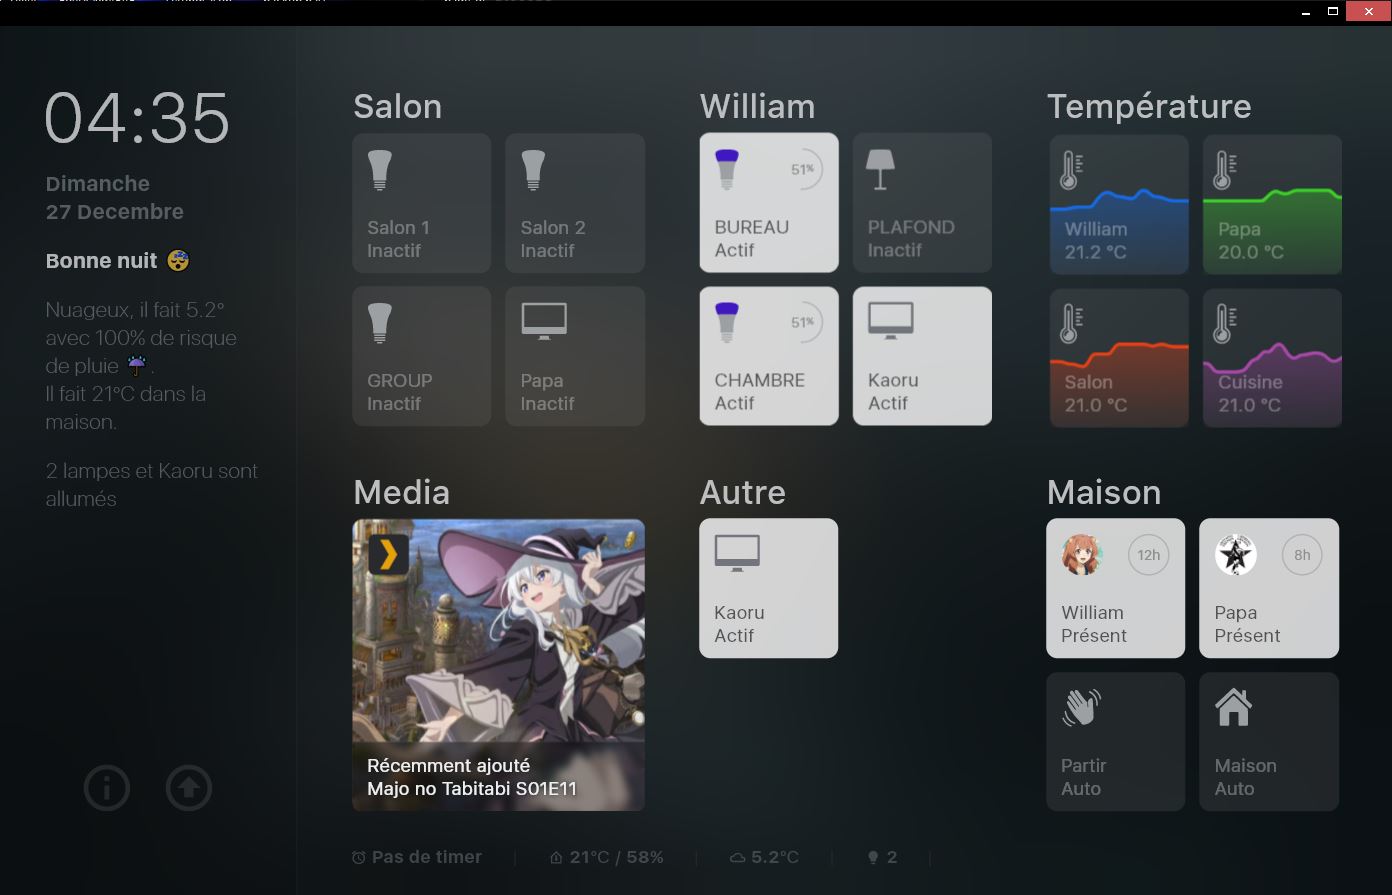 04:35
Dimanche
27 Decembre
Bonne nuit
Nuageux, il fait 5.2°
avec 100% de risque
de pluie .
Il fait 21°C dans la
maison.
2 lampes et Kaoru sont
allumés
Salon
Salon 1
Inactif
Salon 2
Inactif
GROUP
Inactif
Papa
Inactif
William
51%
BUREAU
Actif
PLAFOND
Inactif
51%
CHAMBRE
Actif
Kaoru
Actif
Température
William
21.2 °C
Papa
20.0 °C
Salon
21.0 °C
Cuisine
21.0 °C
Media
Récemment ajouté
Majo no Tabitabi S01E11
Autre
Kaoru
Actif
Maison
12h
William
Présent
8h
Papa
Présent
Partir
Auto
Maison
Auto
Pas de timer | 21°C / 58% | 5.2°C | 2 |